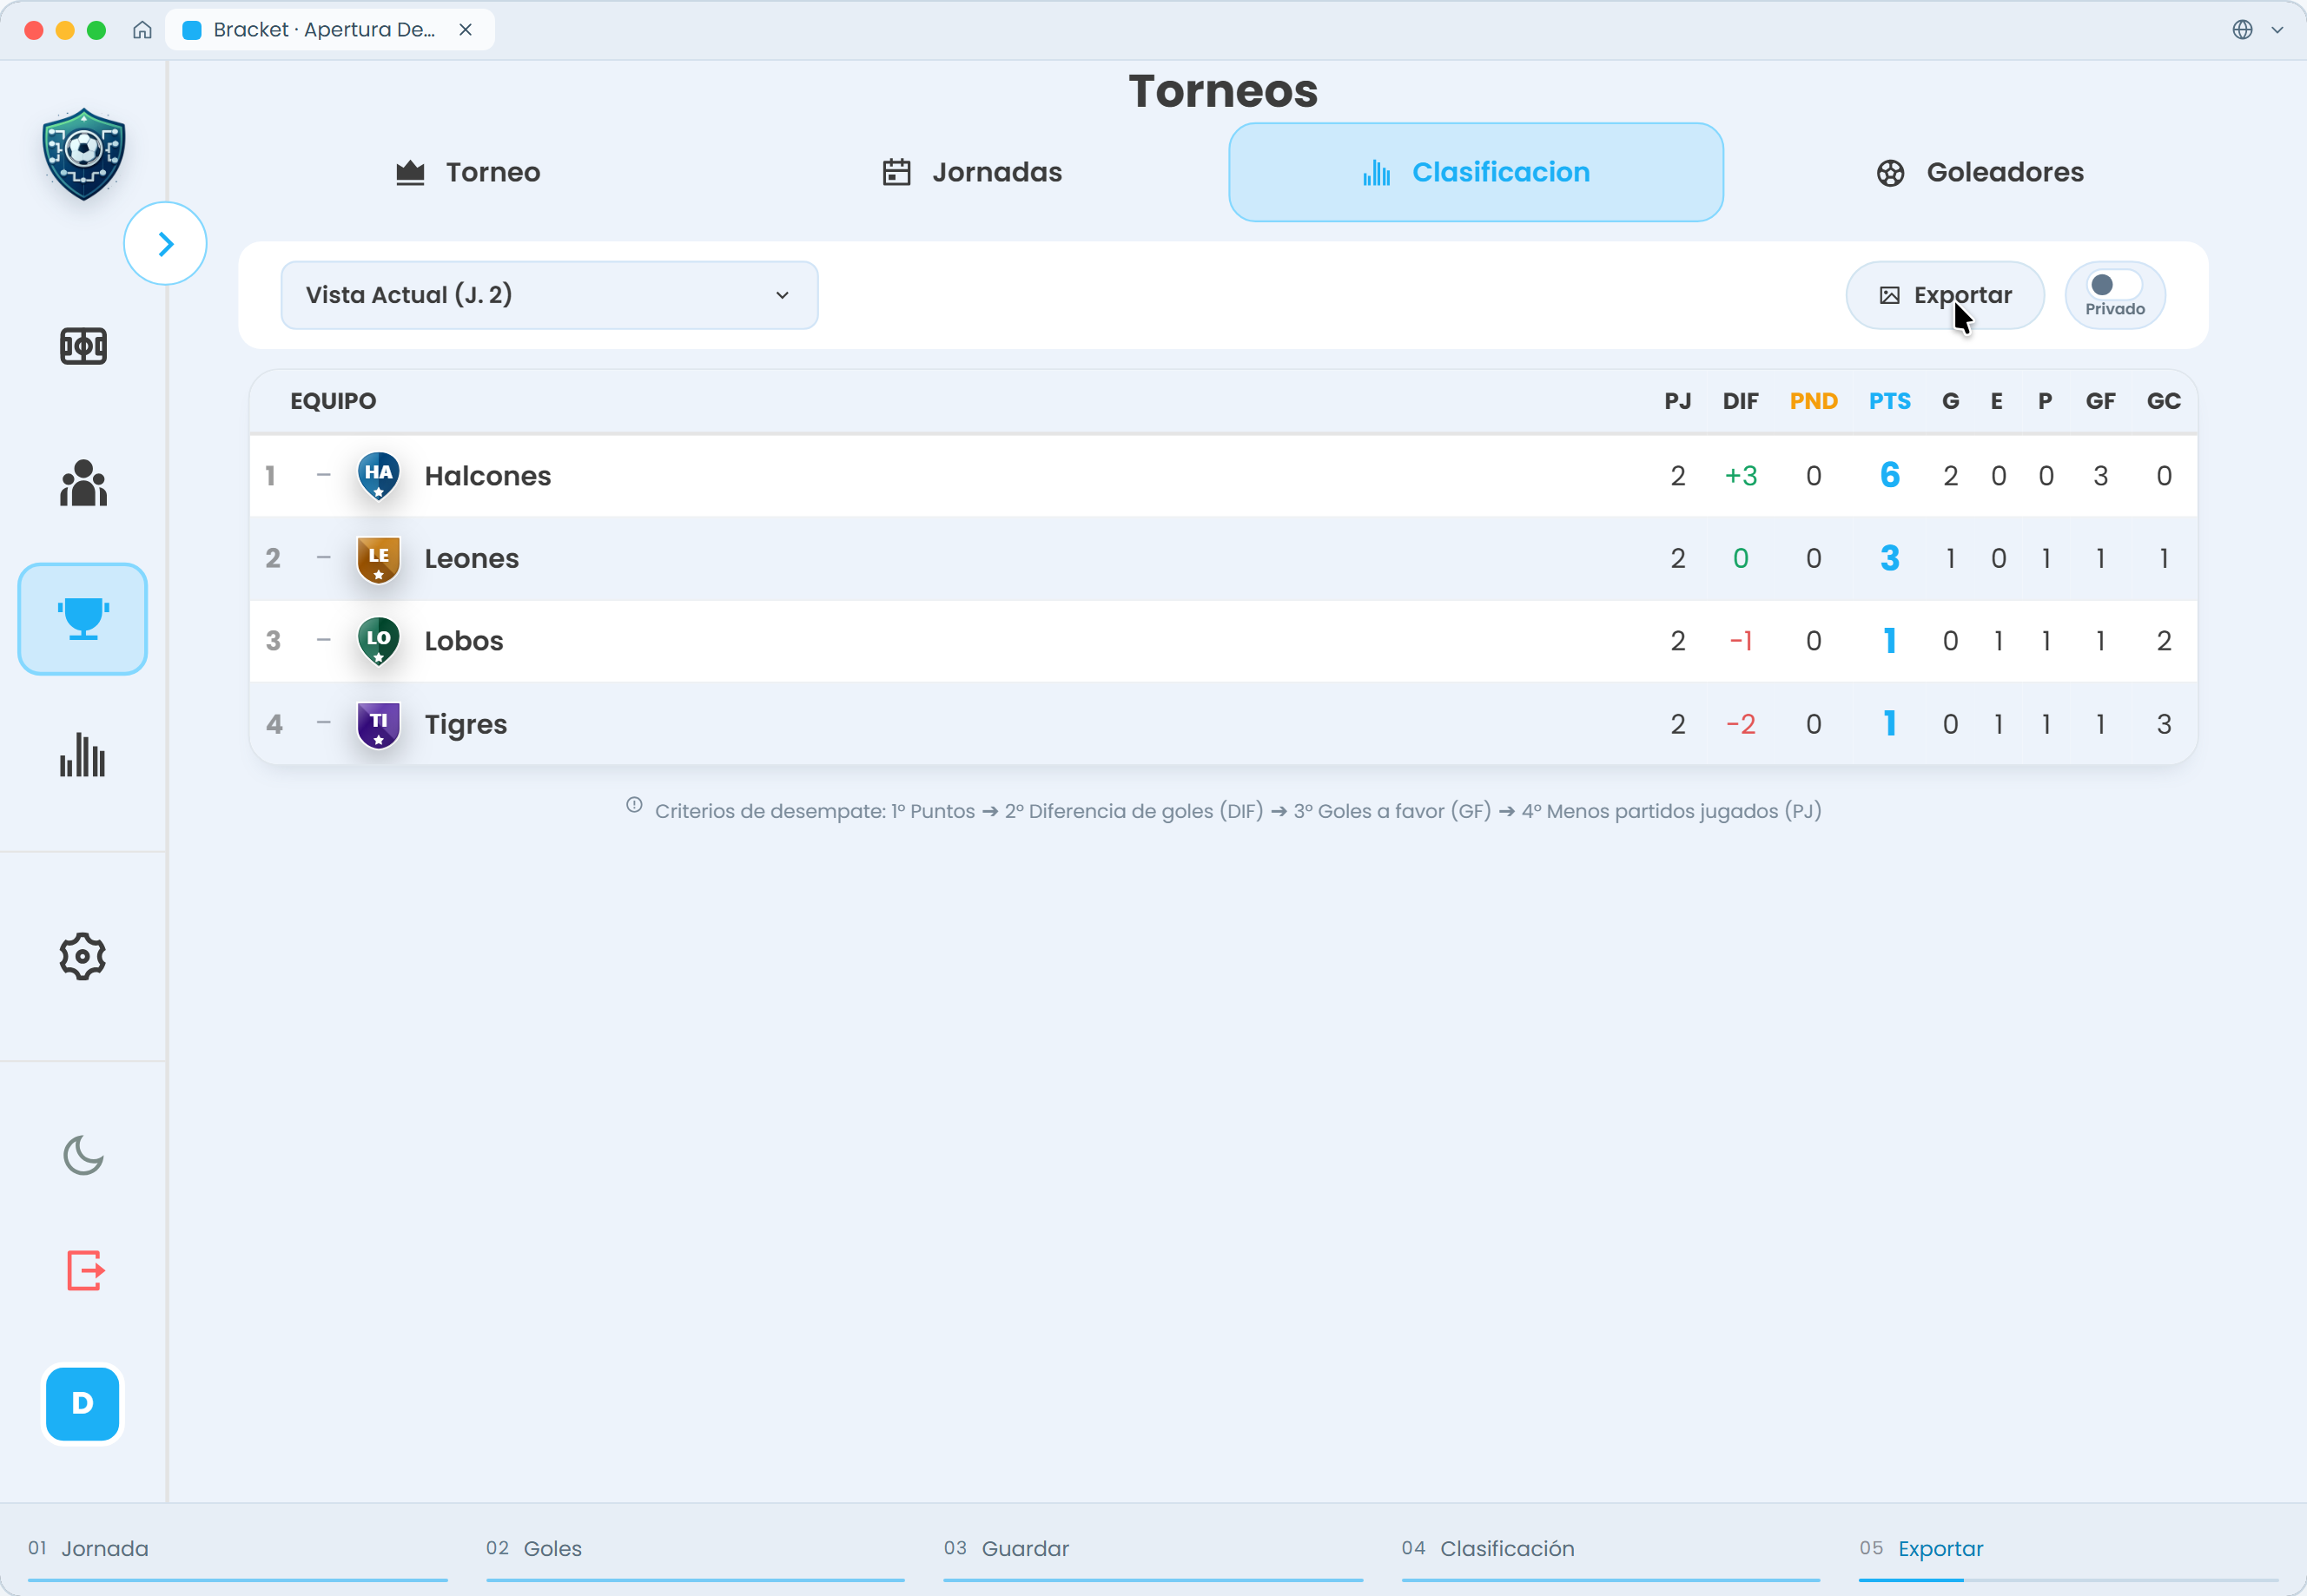 Bracket · Apertura De...
Torneos
Torneo
Jornadas
Clasificacion
Goleadores
Vista Actual (J. 2)
Exportar
Privado
EQUIPO PJ DIF PND PTS G E P GF GC
1 – HA Halcones 2 +3 0 6 2 0 0 3 0
2 – LE Leones 2 0 0 3 1 0 1 1 1
3 – LO Lobos 2 -1 0 1 0 1 1 1 2
4 – TI Tigres 2 -2 0 1 0 1 1 1 3
Criterios de desempate: 1º Puntos ➔ 2º Diferencia de goles (DIF) ➔ 3º Goles a favor (GF) ➔ 4º Menos partidos jugados (PJ)
D
01 Jornada
02 Goles
03 Guardar
04 Clasificación
05 Exportar